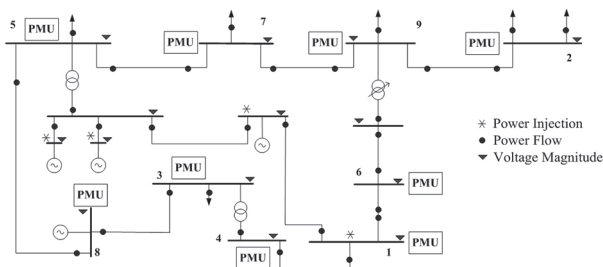 5
PMU
7
PMU
PMU
9
PMU
2
Power Injection
Power Flow
Voltage Magnitude
3
PMU
6
PMU
PMU
8
4
PMU
1
PMU